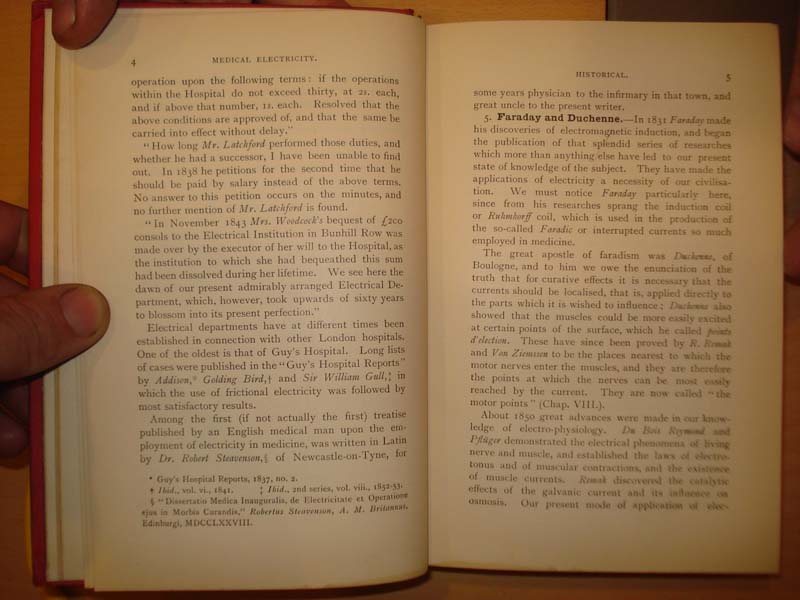 4 MEDICAL ELECTRICITY.
operation upon the following terms: if the operations
within the Hospital do not exceed thirty, at 2s. each,
and if above that number, 1s. each. Resolved that the
above conditions are approved of, and that the same be
carried into effect without delay."
"How long Mr. Latchford performed those duties, and
whether he had a successor, I have been unable to find
out. In 1838 he petitions for the second time that he
should be paid by salary instead of the above terms.
No answer to this petition occurs on the minutes, and
no further mention of Mr. Latchford is found.
"In November 1843 Mrs. Woodcock's bequest of £200
consols to the Electrical Institution in Bunhill Row was
made over by the executor of her will to the Hospital, as
the institution to which she had bequeathed this sum
had been dissolved during her lifetime. We see here the
dawn of our present admirably arranged Electrical De-
partment, which, however, took upwards of sixty years
to blossom into its present perfection."
Electrical departments have at different times been
established in connection with other London hospitals.
One of the oldest is that of Guy's Hospital. Long lists
of cases were published in the "Guy's Hospital Reports"
by Addison,* Golding Bird,† and Sir William Gull,‡ in
which the use of frictional electricity was followed by
most satisfactory results.
Among the first (if not actually the first) treatise
published by an English medical man upon the em-
ployment of electricity in medicine, was written in Latin
by Dr. Robert Steavenson,§ of Newcastle-on-Tyne, for
* Guy's Hospital Reports, 1837, no. 2.
† Ibid., vol. vi., 1841. ‡ Ibid., 2nd series, vol. viii., 1852-53.
§ "Dissertatio Medica Inauguralis, de Electricitate et Operatione
ejus in Morbis Curandis," Robertus Steavenson, A. M. Britannus,
Edinburgi, MDCCLXXVIII.
HISTORICAL. 5
some years physician to the infirmary in that town, and
great uncle to the present writer.
5. Faraday and Duchenne.—In 1831 Faraday made
his discoveries of electromagnetic induction, and began
the publication of that splendid series of researches
which more than anything else have led to our present
state of knowledge of the subject. They have made the
applications of electricity a necessity of our civilisa-
tion. We must notice Faraday particularly here,
since from his researches sprang the induction coil
or Ruhmkorff coil, which is used in the production of
the so-called Faradic or interrupted currents so much
employed in medicine.
The great apostle of faradism was Duchenne, of
Boulogne, and to him we owe the enunciation of the
truth that for curative effects it is necessary that the
currents should be localised, that is, applied directly to
the parts which it is wished to influence; Duchenne also
showed that the muscles could be more easily excited
at certain points of the surface, which he called points
d'election. These have since been proved by R. Remak
and Von Ziemssen to be the places nearest to which the
motor nerves enter the muscles, and they are therefore
the points at which the nerves can be most easily
reached by the current. They are now called "the
motor points" (Chap. VIII.).
About 1850 great advances were made in our know-
ledge of electro-physiology. Du Bois Reymond and
Pflüger demonstrated the electrical phenomena of living
nerve and muscle, and established the laws of electro-
tonus and of muscular contractions, and the existence
of muscle currents. Remak discovered the catalytic
effects of the galvanic current and its influence on
osmosis. Our present mode of application of elec-